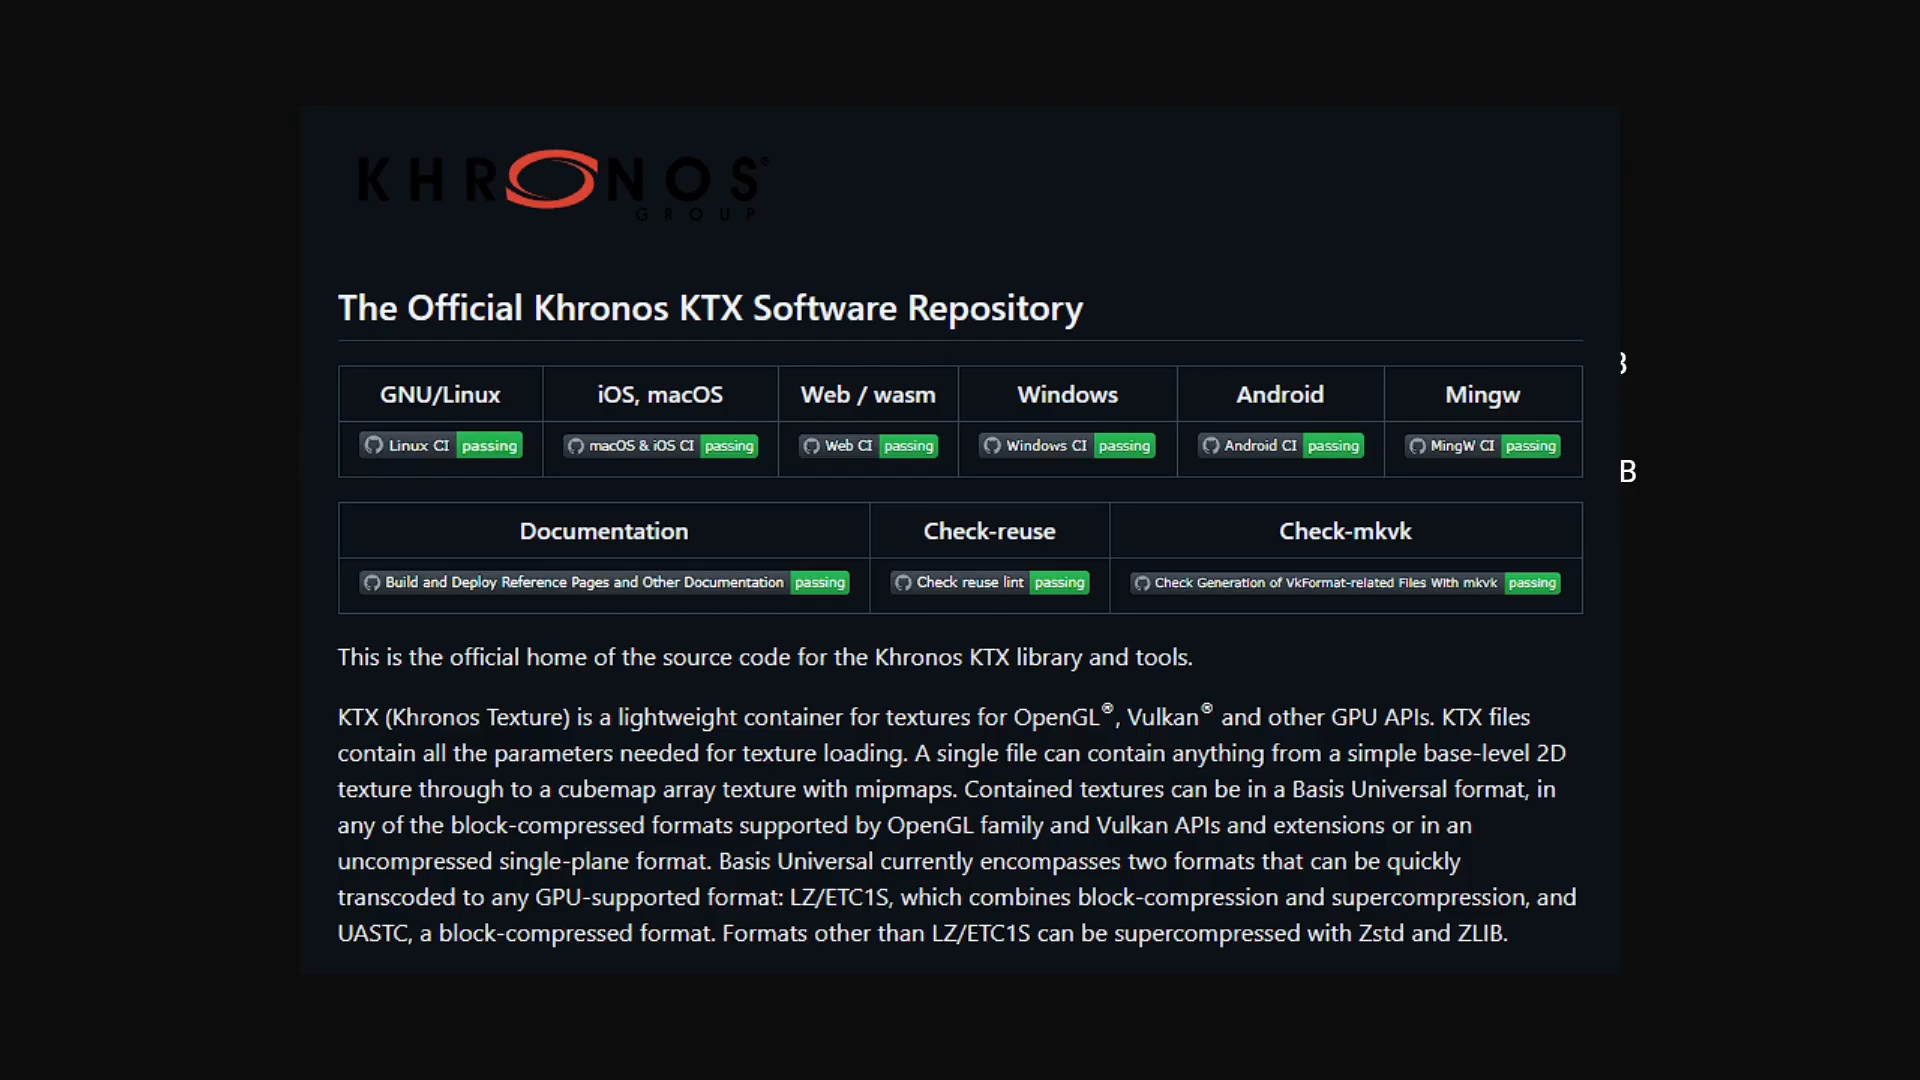 KHRONOS®
GROUP
The Official Khronos KTX Software Repository
GNU/Linux iOS, macOS Web / wasm Windows Android Mingw
Linux CI passing macOS & iOS CI passing Web CI passing Windows CI passing Android CI passing MingW CI passing
B
Documentation Check-reuse Check-mkvk
Build and Deploy Reference Pages and Other Documentation passing Check reuse lint passing Check Generation of VkFormat-related Files With mkvk passing
This is the official home of the source code for the Khronos KTX library and tools.
KTX (Khronos Texture) is a lightweight container for textures for OpenGL®, Vulkan® and other GPU APIs. KTX files
contain all the parameters needed for texture loading. A single file can contain anything from a simple base-level 2D
texture through to a cubemap array texture with mipmaps. Contained textures can be in a Basis Universal format, in
any of the block-compressed formats supported by OpenGL family and Vulkan APIs and extensions or in an
uncompressed single-plane format. Basis Universal currently encompasses two formats that can be quickly
transcoded to any GPU-supported format: LZ/ETC1S, which combines block-compression and supercompression, and
UASTC, a block-compressed format. Formats other than LZ/ETC1S can be supercompressed with Zstd and ZLIB.